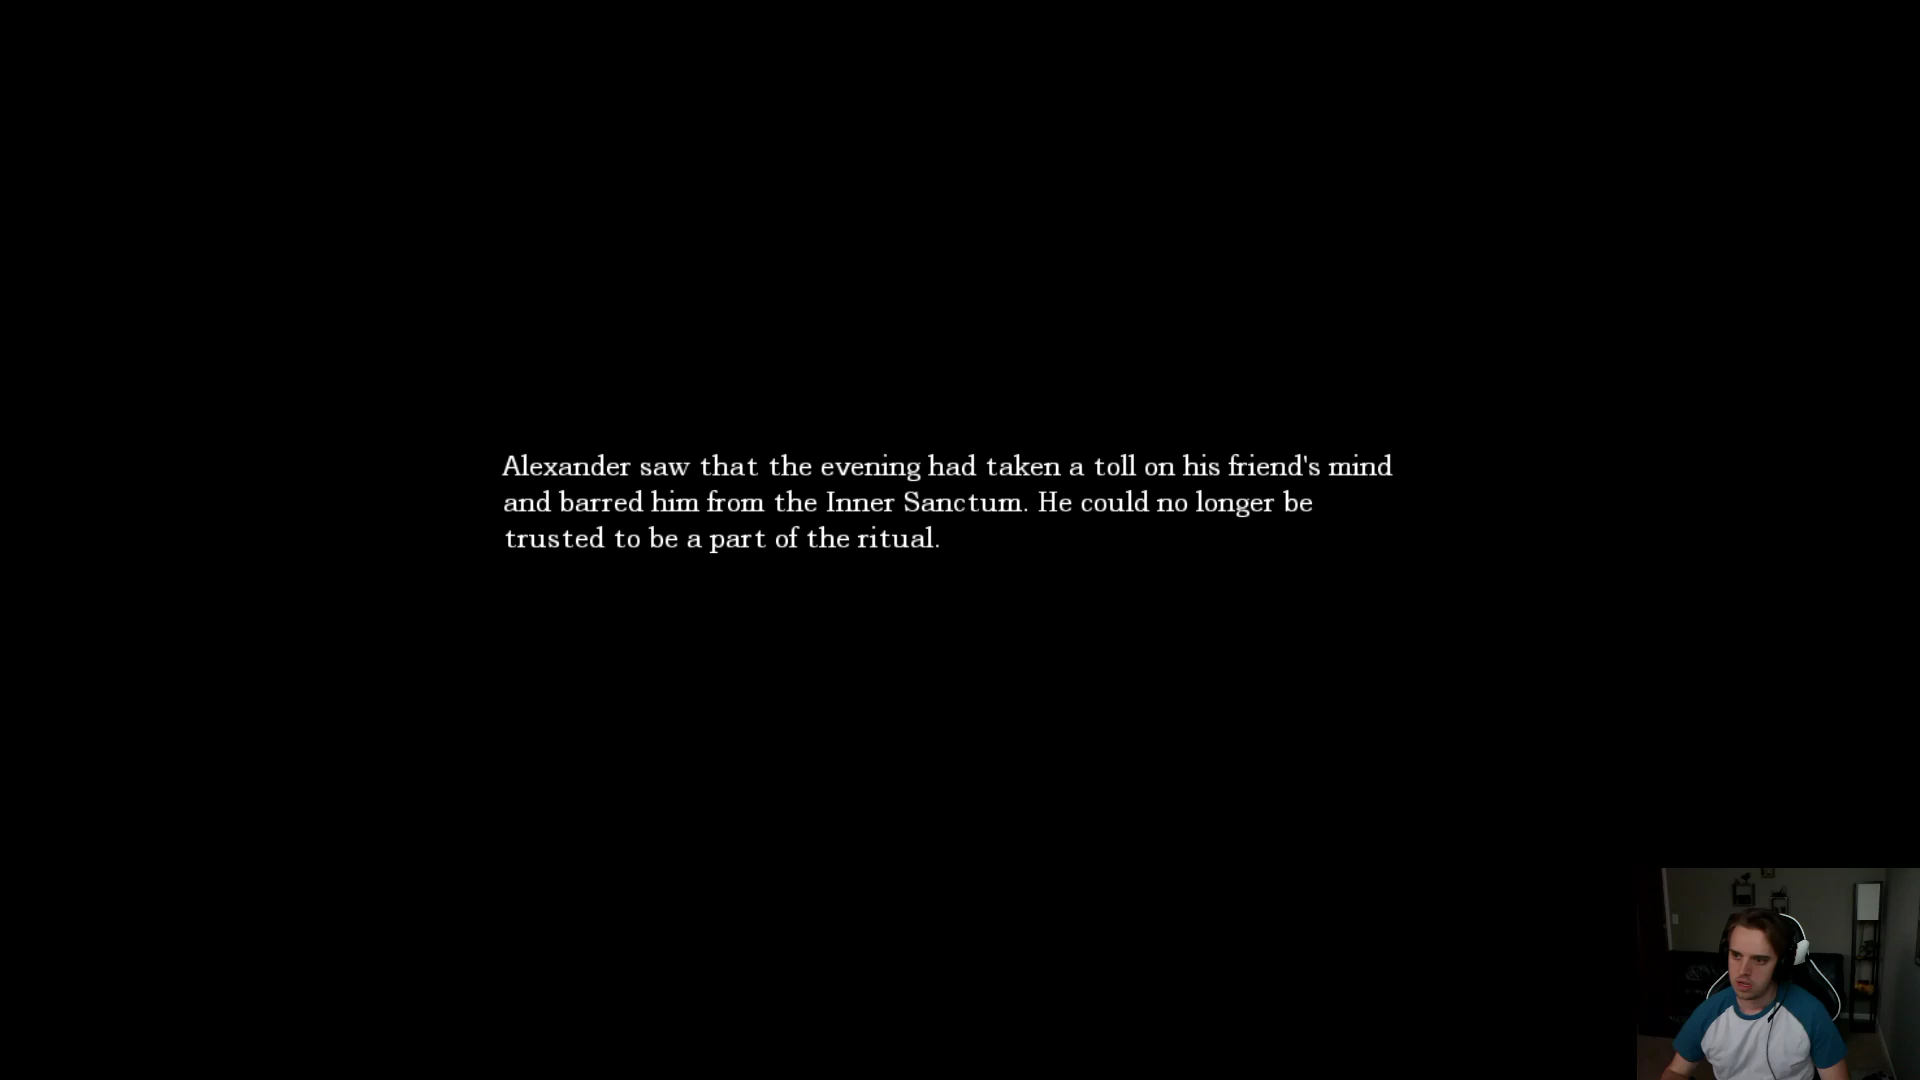 Alexander saw that the evening had taken a toll on his friend's mind
and barred him from the Inner Sanctum. He could no longer be
trusted to be a part of the ritual.